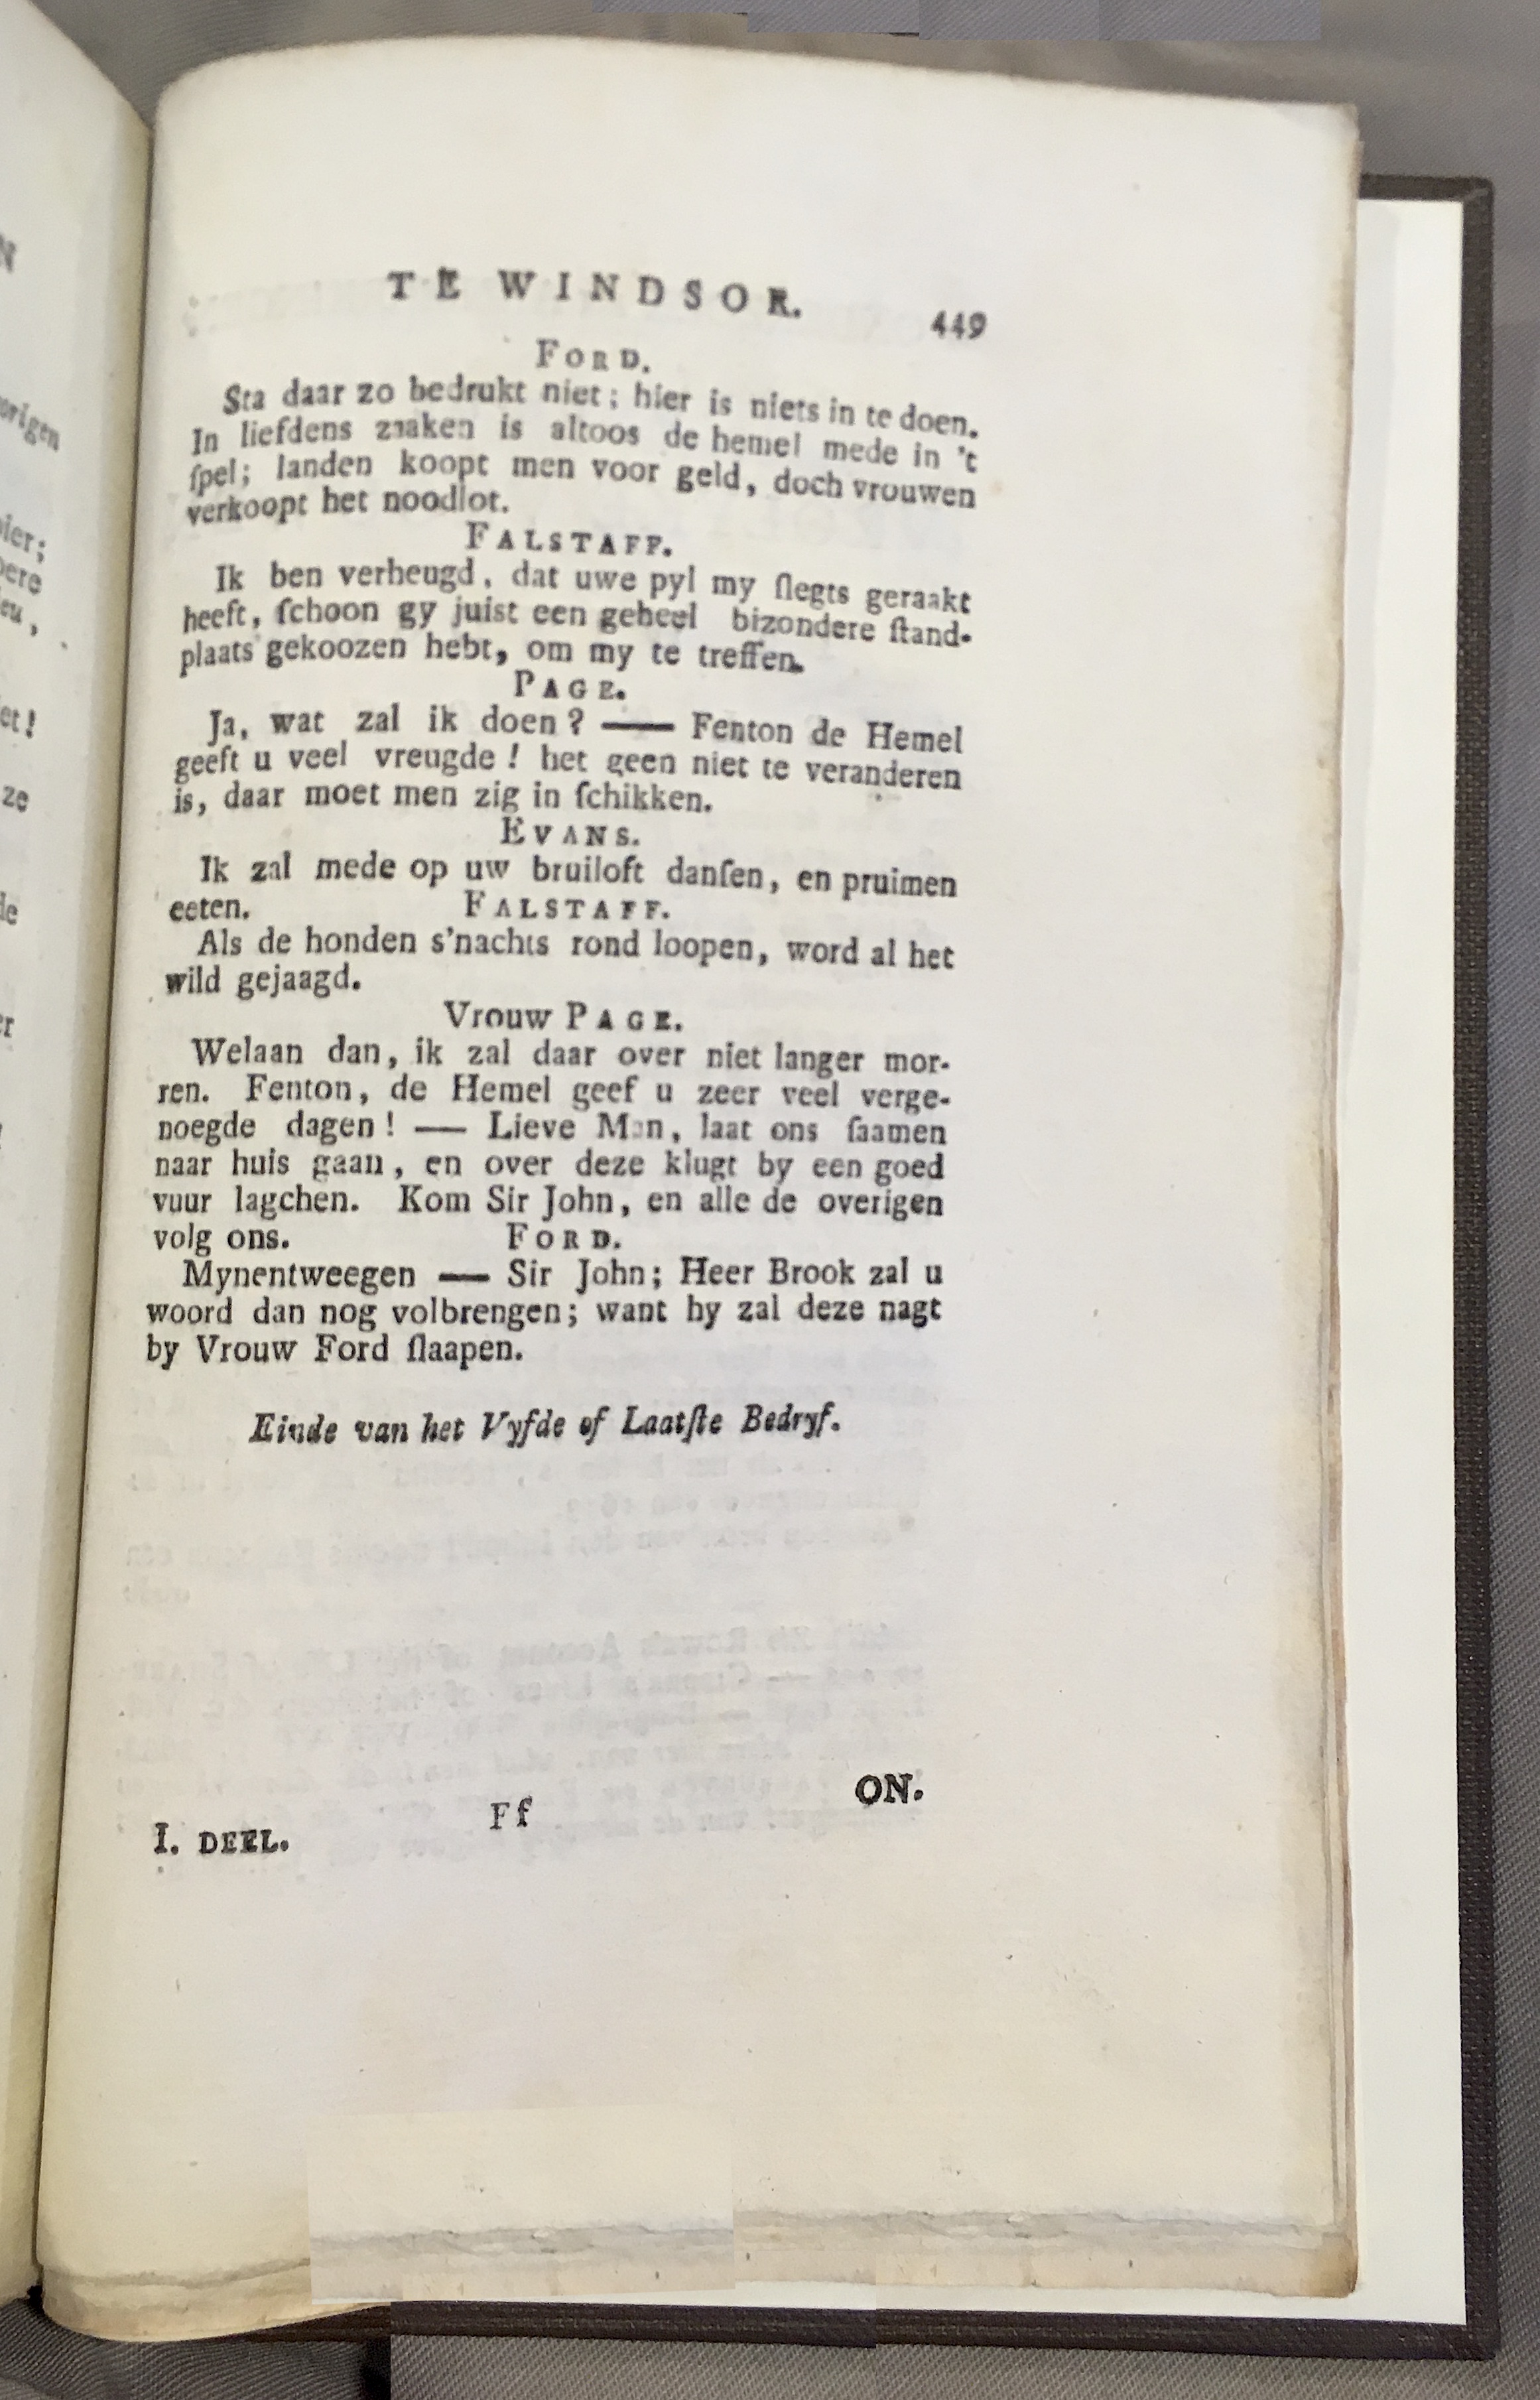 TE WINDSOR. 449
FORD.
Sta daar zo bedrukt niet; hier is niets in te doen.
In liefdens zaaken is altoos de hemel mede in 't
ſpel; landen koopt men voor geld, doch vrouwen
verkoopt het noodlot.
FALSTAFF.
Ik ben verheugd, dat uwe pyl my ſlegts geraakt
heeft, ſchoon gy juist een geheel bizondere ſtand-
plaats gekoozen hebt, om my te treffen.
PAGE.
Ja, wat zal ik doen? —— Fenton de Hemel
geeft u veel vreugde! het geen niet te veranderen
is, daar moet men zig in ſchikken.
EVANS.
Ik zal mede op uw bruiloft danſen, en pruimen
eeten. FALSTAFF.
Als de honden s'nachts rond loopen, word al het
wild gejaagd.
Vrouw PAGE.
Welaan dan, ik zal daar over niet langer mor-
ren. Fenton, de Hemel geef u zeer veel verge-
noegde dagen! — Lieve Man, laat ons ſaamen
naar huis gaan, en over deze klugt by een goed
vuur lagchen. Kom Sir John, en alle de overigen
volg ons. FORD.
Mynentweegen — Sir John; Heer Brook zal u
woord dan nog volbrengen; want hy zal deze nagt
by Vrouw Ford ſlaapen.
Einde van het Vyfde of Laatſte Bedryf.
ON.
I. DEEL. Ff